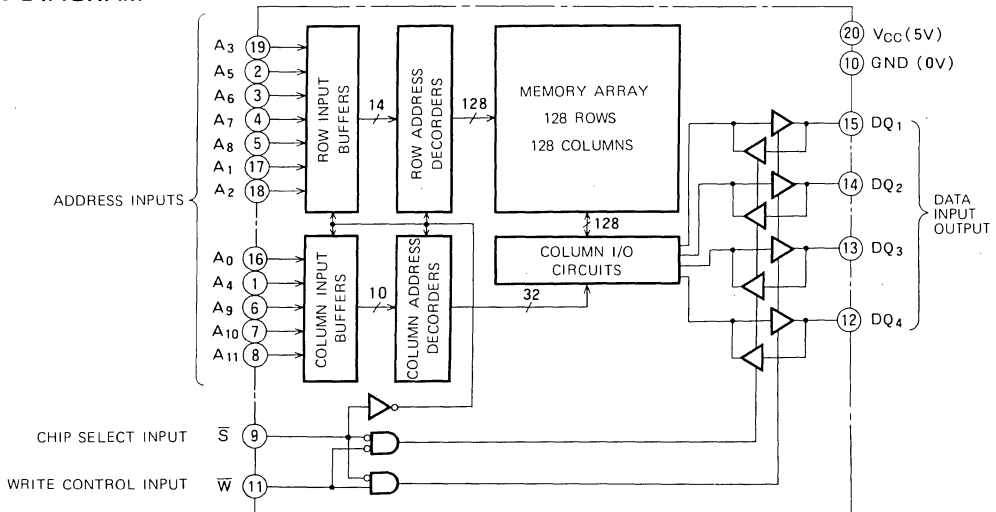 DIAGRAM
ADDRESS INPUTS
A3 19
A5 2
A6 3
A7 4
A8 5
A1 17
A2 18
A0 16
A4 1
A9 6
A10 7
A11 8
ROW INPUT
BUFFERS
14
ROW ADDRESS
DECORDERS
128
MEMORY ARRAY
128 ROWS
128 COLUMNS
128
COLUMN INPUT
BUFFERS
10
COLUMN ADDRESS
DECORDERS
32
COLUMN I/O
CIRCUITS
20 VCC (5V)
10 GND (0V)
15 DQ1
14 DQ2
13 DQ3
12 DQ4
DATA
INPUT
OUTPUT
CHIP SELECT INPUT S̅ 9
WRITE CONTROL INPUT W̅ 11